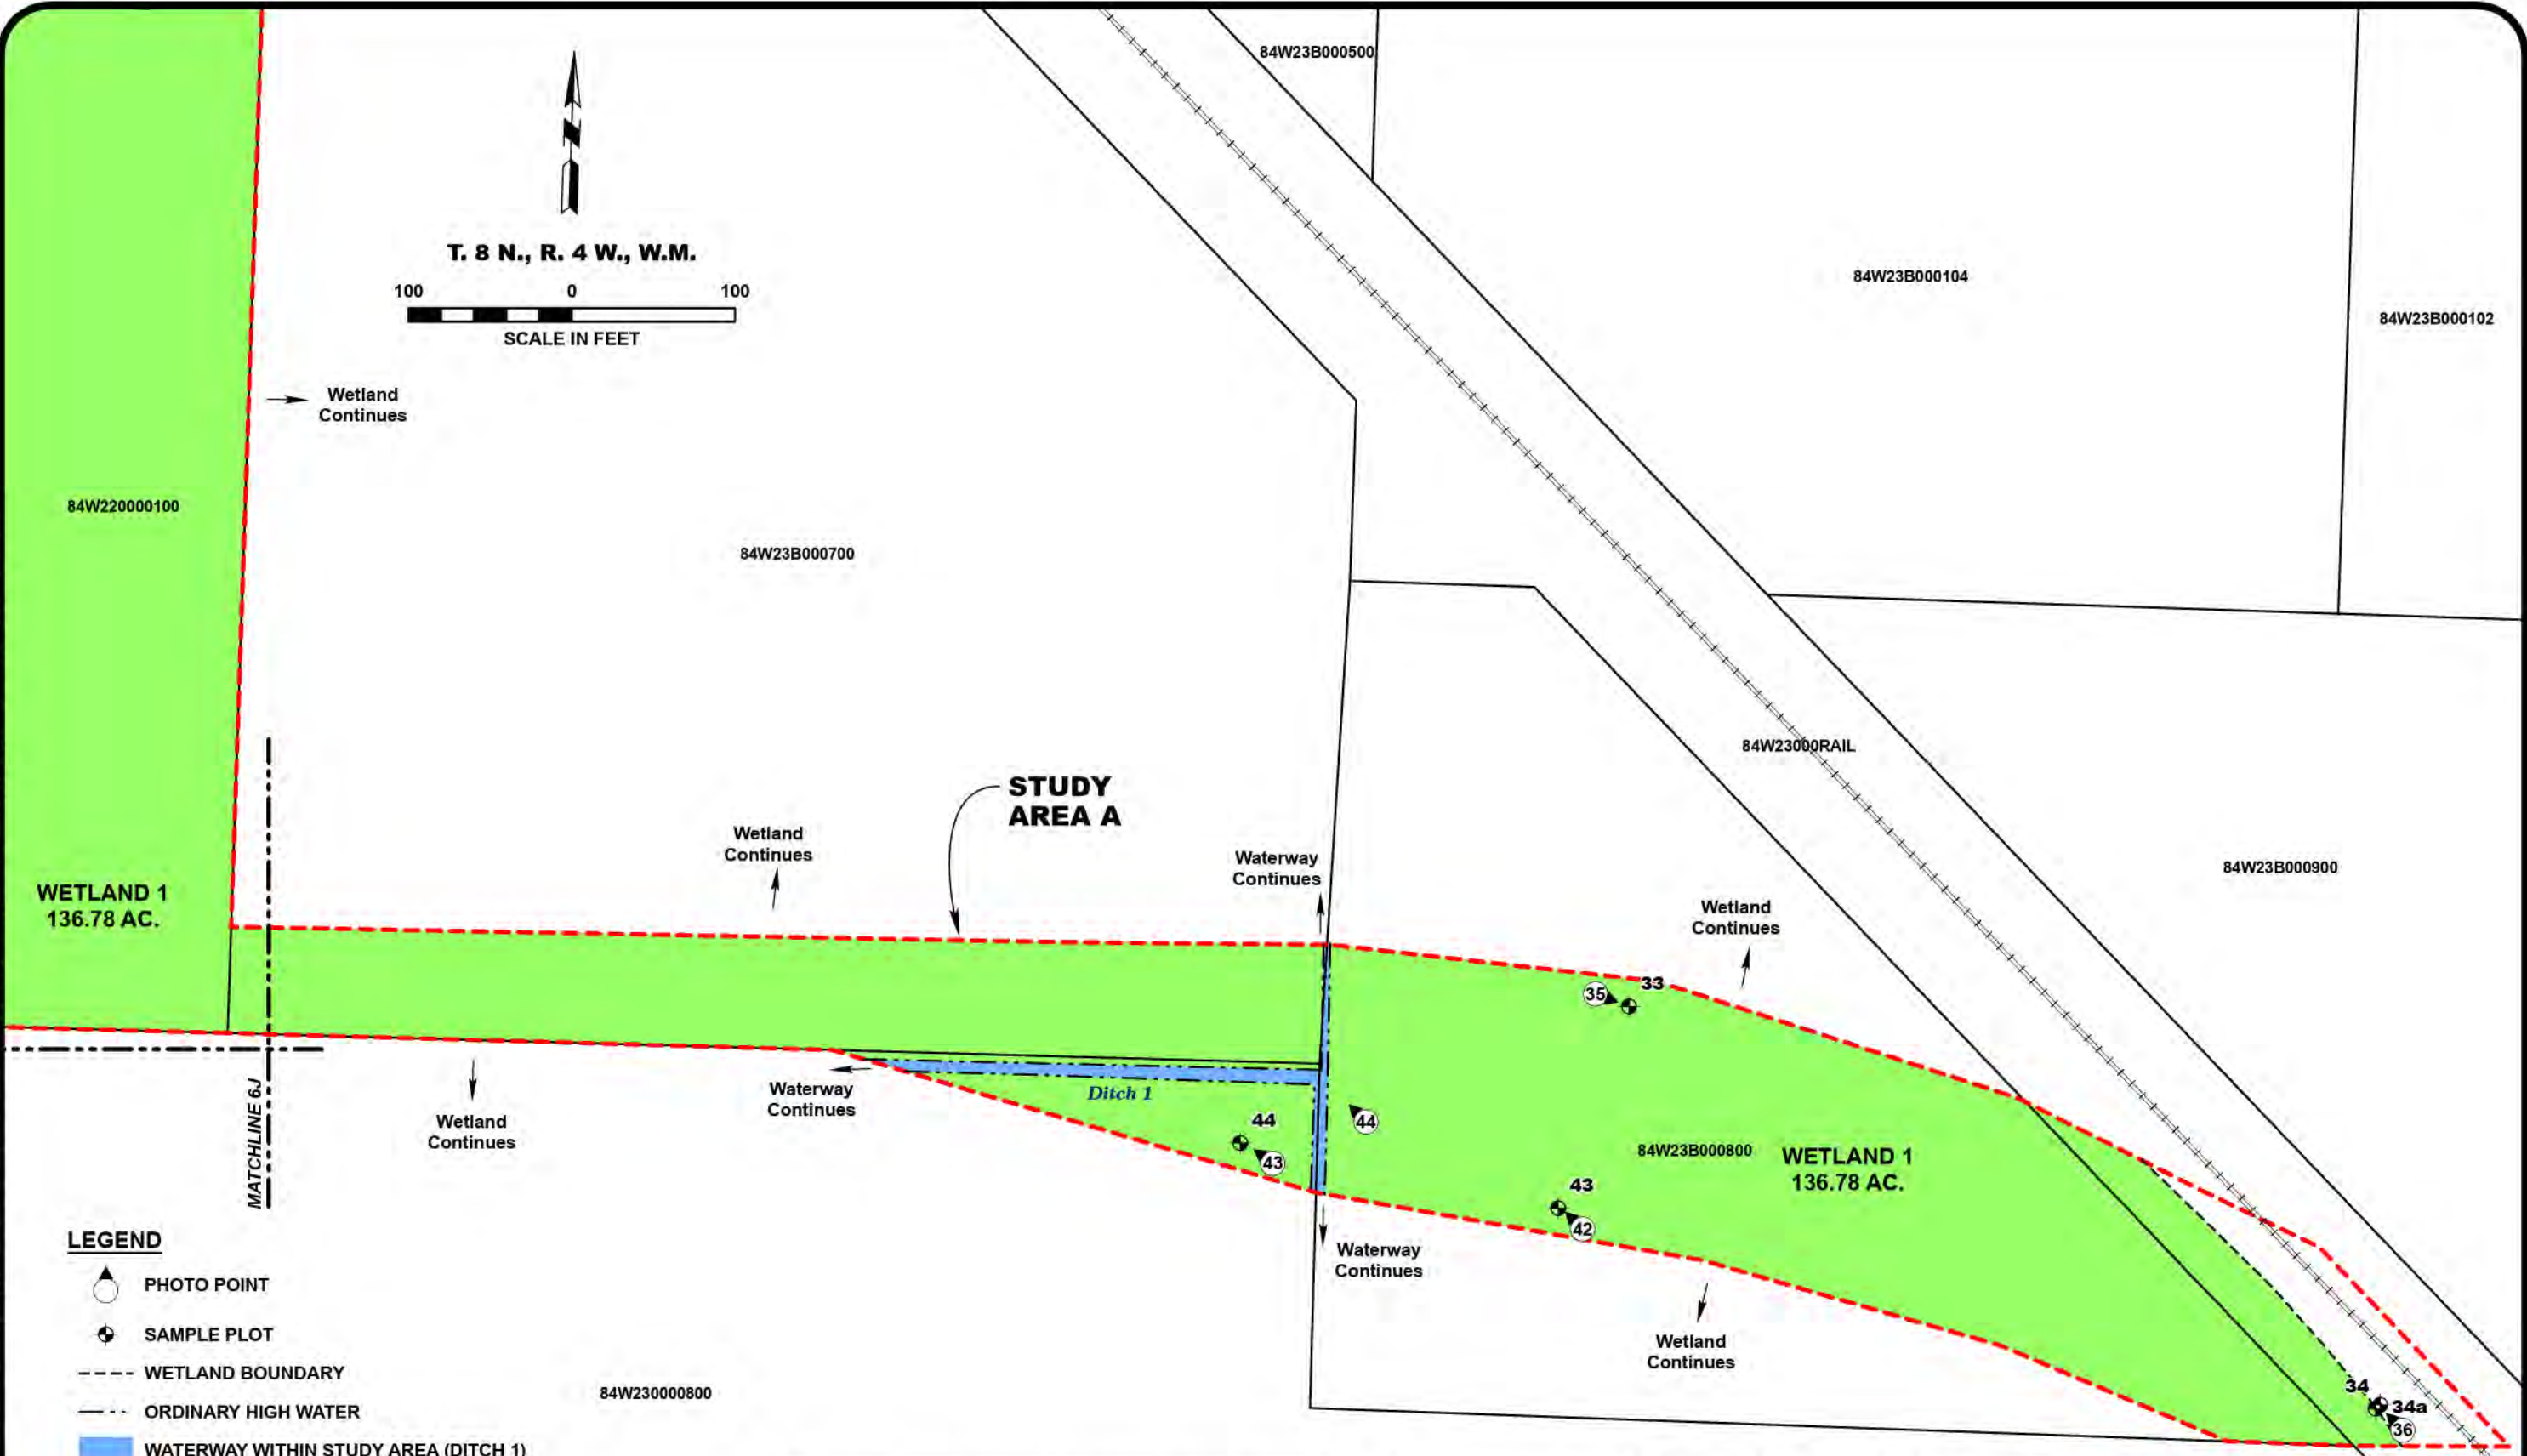 84W23B000500
T. 8 N., R. 4 W., W.M.
100 0 100
SCALE IN FEET
84W23B000104
84W23B000102
Wetland
Continues
84W220000100
84W23B000700
84W23000RAIL
STUDY
AREA A
Wetland
Continues
Waterway
Continues
84W23B000900
WETLAND 1
136.78 AC.
Wetland
Continues
33
35
MATCHLINE 6J
Wetland
Continues
Waterway
Continues
Ditch 1
44
43
44
84W23B000800
WETLAND 1
136.78 AC.
43
42
Waterway
Continues
Wetland
Continues
34
34a
36
LEGEND
PHOTO POINT
SAMPLE PLOT
WETLAND BOUNDARY
ORDINARY HIGH WATER
WATERWAY WITHIN STUDY AREA (DITCH 1)
84W230000800